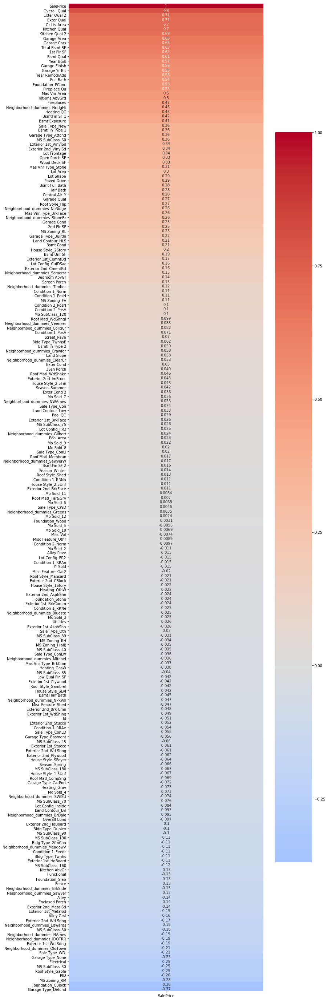 SalePrice 1
Overall Qual 0.8
Exter Qual 2 0.71
Exter Qual 0.71
Gr Liv Area 0.7
Kitchen Qual 0.7
Kitchen Qual 2 0.69
Garage Area 0.65
Garage Cars 0.65
Total Bsmt SF 0.63
1st Flr SF 0.62
Bsmt Qual 0.61
Year Built 0.57
Garage Finish 0.56
Garage Yr Blt 0.55
Year Remod/Add 0.55
Full Bath 0.54
Foundation_PConc 0.53
Fireplace Qu 0.53
Mas Vnr Area 0.5
TotRms AbvGrd 0.5
Fireplaces 0.47
Neighborhood_dummies_NridgHt 0.45
Heating QC 0.45
BsmtFin SF 1 0.42
Bsmt Exposure 0.41
Sale Type_New 0.36
BsmtFin Type 1 0.36
Garage Type_Attchd 0.36
MS SubClass_60 0.36
Exterior 1st_VinylSd 0.34
Exterior 2nd_VinylSd 0.34
Lot Frontage 0.34
Open Porch SF 0.33
Wood Deck SF 0.33
Mas Vnr Type_Stone 0.31
Lot Area 0.3
Lot Shape 0.29
Paved Drive 0.29
Bsmt Full Bath 0.28
Half Bath 0.28
Central Air_Y 0.28
Garage Qual 0.27
Roof Style_Hip 0.27
Neighborhood_dummies_NoRidge 0.26
Mas Vnr Type_BrkFace 0.26
Neighborhood_dummies_StoneBr 0.26
Garage Cond 0.25
2nd Flr SF 0.25
MS Zoning_RL 0.23
Garage Type_BuiltIn 0.22
Land Contour_HLS 0.21
Bsmt Cond 0.21
House Style_2Story 0.2
Bsmt Unf SF 0.19
Exterior 1st_CemntBd 0.17
Lot Config_CulDSac 0.16
Exterior 2nd_CmentBd 0.16
Neighborhood_dummies_Somerst 0.15
Bedroom AbvGr 0.14
Screen Porch 0.13
Neighborhood_dummies_Timber 0.12
Condition 1_Norm 0.11
Condition 1_PosN 0.11
MS Zoning_FV 0.11
Condition 2_PosN 0.1
Condition 2_PosA 0.1
MS SubClass_120 0.1
Roof Matl_WdShngl 0.099
Neighborhood_dummies_Veenker 0.083
Neighborhood_dummies_CollgCr 0.082
Condition 1_PosA 0.071
Street_Pave 0.07
Bldg Type_TwnhsE 0.062
BsmtFin Type 2 0.059
Neighborhood_dummies_Crawfor 0.058
Land Slope 0.058
Neighborhood_dummies_ClearCr 0.053
Exter Cond 0.05
3Ssn Porch 0.049
Roof Matl_WdShake 0.046
Exterior 2nd_ImStucc 0.043
House Style_2.5Fin 0.043
Season_Summer 0.042
Exter Cond 2 0.036
Mo Sold_7 0.036
Neighborhood_dummies_NWAmes 0.035
Sale Type_Con 0.034
Land Contour_Low 0.033
Pool QC 0.029
Exterior 1st_BrkFace 0.026
MS SubClass_75 0.026
Lot Config_FR3 0.025
Neighborhood_dummies_Gilbert 0.024
Pool Area 0.023
Mo Sold_9 0.022
Mo Sold_8 0.02
Sale Type_ConLI 0.02
Roof Matl_Membran 0.017
Neighborhood_dummies_SawyerW 0.017
BsmtFin SF 2 0.016
Season_Winter 0.014
Roof Style_Shed 0.013
Condition 1_RRNn 0.011
House Style_2.5Unf 0.011
Exterior 2nd_BrkFace 0.011
Mo Sold_11 0.0084
Roof Matl_Tar&Grv 0.007
Mo Sold_6 0.0068
Sale Type_CWD 0.0046
Neighborhood_dummies_Greens 0.0035
Mo Sold_12 0.0024
Foundation_Wood -0.0031
Mo Sold_5 -0.0055
Mo Sold_10 -0.0069
Misc Val -0.0074
Misc Feature_Othr -0.0089
Condition 2_Norm -0.0097
Mo Sold_2 -0.011
Alley Pave -0.015
Lot Config_FR2 -0.015
Condition 1_RRAn -0.015
Yr Sold -0.015
Misc Feature_Gar2 -0.02
Roof Style_Mansard -0.021
Exterior 2nd_CBlock -0.021
House Style_1Story -0.022
Heating_OthW -0.022
Exterior 2nd_AsphShn -0.024
Foundation_Stone -0.024
Exterior 1st_BrkComm -0.024
Condition 1_RRNe -0.025
Neighborhood_dummies_Blueste -0.025
Mo Sold_3 -0.025
Utilities -0.026
Exterior 1st_AsphShn -0.028
Sale Type_Oth -0.03
MS SubClass_80 -0.031
MS Zoning_RH -0.034
MS Zoning_I (all) -0.035
MS SubClass_40 -0.035
Sale Type_ConLw -0.036
Neighborhood_dummies_Mitchel -0.036
Mas Vnr Type_BrkCmn -0.037
Heating_GasW -0.038
MS SubClass_85 -0.04
Low Qual Fin SF -0.042
Exterior 1st_Plywood -0.042
Roof Style_Gambrel -0.042
House Style_SLvl -0.042
Bsmt Half Bath -0.045
Neighborhood_dummies_NPkVill -0.047
Misc Feature_Shed -0.047
Exterior 2nd_Brk Cmn -0.048
Exterior 1st_WdShing -0.049
Id -0.051
Exterior 2nd_Stucco -0.052
Condition 1_RRAe -0.054
Sale Type_ConLD -0.055
Garage Type_Basment -0.056
MS SubClass_45 -0.06
Exterior 1st_Stucco -0.061
Exterior 2nd_Wd Shng -0.061
Exterior 2nd_Plywood -0.062
House Style_SFoyer -0.064
Season_Spring -0.066
MS SubClass_180 -0.067
House Style_1.5Unf -0.067
Roof Matl_CompShg -0.069
Garage Type_CarPort -0.072
Heating_Grav -0.073
Mo Sold_4 -0.073
Neighborhood_dummies_SWISU -0.074
MS SubClass_70 -0.076
Lot Config_Inside -0.084
Land Contour_Lvl -0.093
Neighborhood_dummies_BrDale -0.095
Overall Cond -0.097
Exterior 2nd_HdBoard -0.1
Bldg Type_Duplex -0.1
MS SubClass_90 -0.1
MS SubClass_190 -0.11
Bldg Type_2fmCon -0.11
Neighborhood_dummies_MeadowV -0.11
Condition 1_Feedr -0.11
Bldg Type_Twnhs -0.11
Exterior 1st_HdBoard -0.11
MS SubClass_160 -0.12
Kitchen AbvGr -0.13
Functional -0.13
Foundation_Slab -0.13
Fence -0.13
Neighborhood_dummies_BrkSide -0.13
Neighborhood_dummies_Sawyer -0.13
Alley -0.14
Enclosed Porch -0.14
Exterior 2nd_MetalSd -0.14
Exterior 1st_MetalSd -0.15
Alley Grvl -0.16
Exterior 2nd_Wd Sdng -0.17
Neighborhood_dummies_Edwards -0.18
MS SubClass_50 -0.18
Neighborhood_dummies_NAmes -0.19
Neighborhood_dummies_IDOTRR -0.19
Exterior 1st_Wd Sdng -0.19
Neighborhood_dummies_OldTown -0.21
Sale Type_WD -0.21
Garage Type_None -0.23
Electrical -0.25
MS SubClass_30 -0.25
Roof Style_Gable -0.25
PID -0.26
MS Zoning_RM -0.28
Foundation_CBlock -0.36
Garage Type_Detchd -0.37
SalePrice
1.00
0.75
0.50
0.25
0.00
−0.25